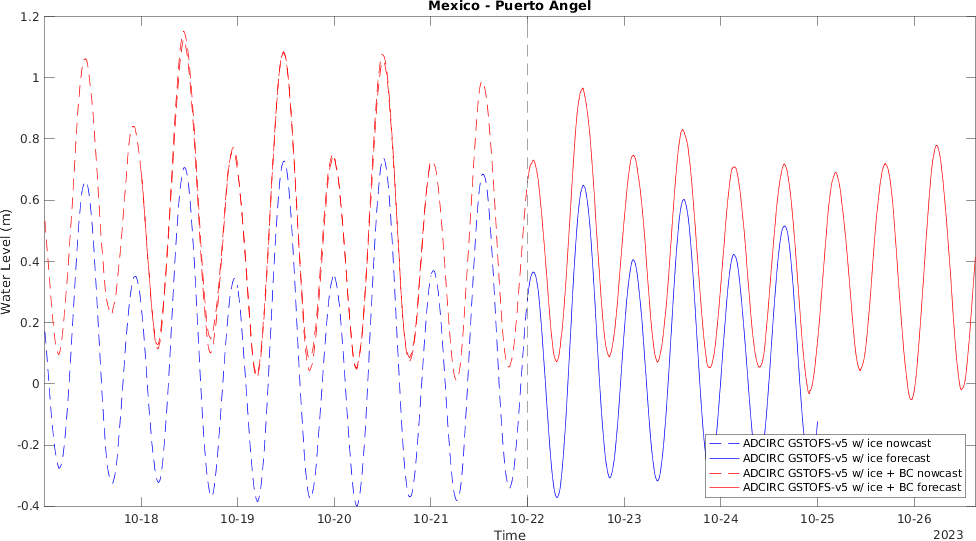 Mexico - Puerto Angel
1.2
1
0.8
0.6
0.4
0.2
0
-0.2
-0.4
Water Level (m)
ADCIRC GSTOFS-v5 w/ ice nowcast
ADCIRC GSTOFS-v5 w/ ice forecast
ADCIRC GSTOFS-v5 w/ ice + BC nowcast
ADCIRC GSTOFS-v5 w/ ice + BC forecast
10-18 10-19 10-20 10-21 10-22 10-23 10-24 10-25 10-26
Time
2023